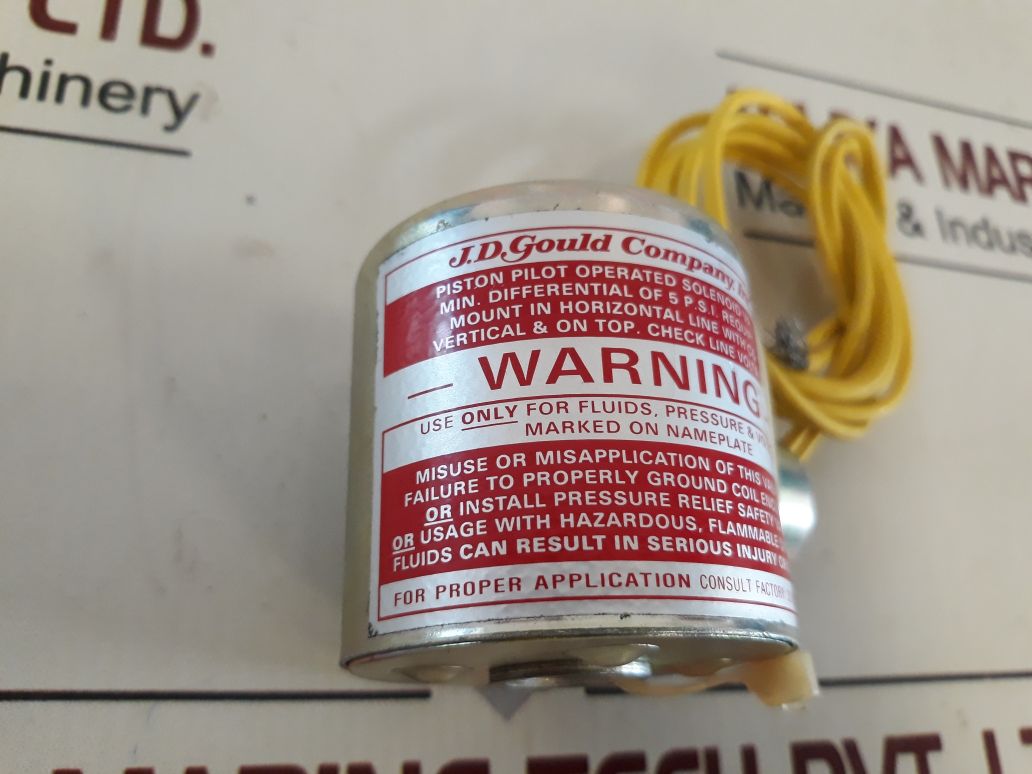 LTD.
J.D. Gould Company
PISTON PILOT OPERATED SOLENOID
MIN. DIFFERENTIAL OF 5 P.S.I.
MOUNT IN HORIZONTAL LINE WITH
VERTICAL & ON TOP. CHECK LINE
WARNING
USE ONLY FOR FLUIDS, PRESSURE &
MARKED ON NAMEPLATE
MISUSE OR MISAPPLICATION OF THIS
FAILURE TO PROPERLY GROUND COIL
OR INSTALL PRESSURE RELIEF SAFETY
OR USAGE WITH HAZARDOUS, FLAMMABLE
FLUIDS CAN RESULT IN SERIOUS INJURY
FOR PROPER APPLICATION CONSULT FACTORY
& Indus
PVT. LT